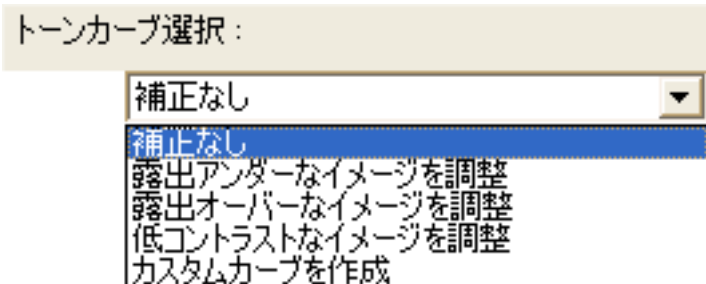 トーンカーブ選択：
補正なし
補正なし
露出アンダーなイメージを調整
露出オーバーなイメージを調整
低コントラストなイメージを調整
カスタムカーブを作成